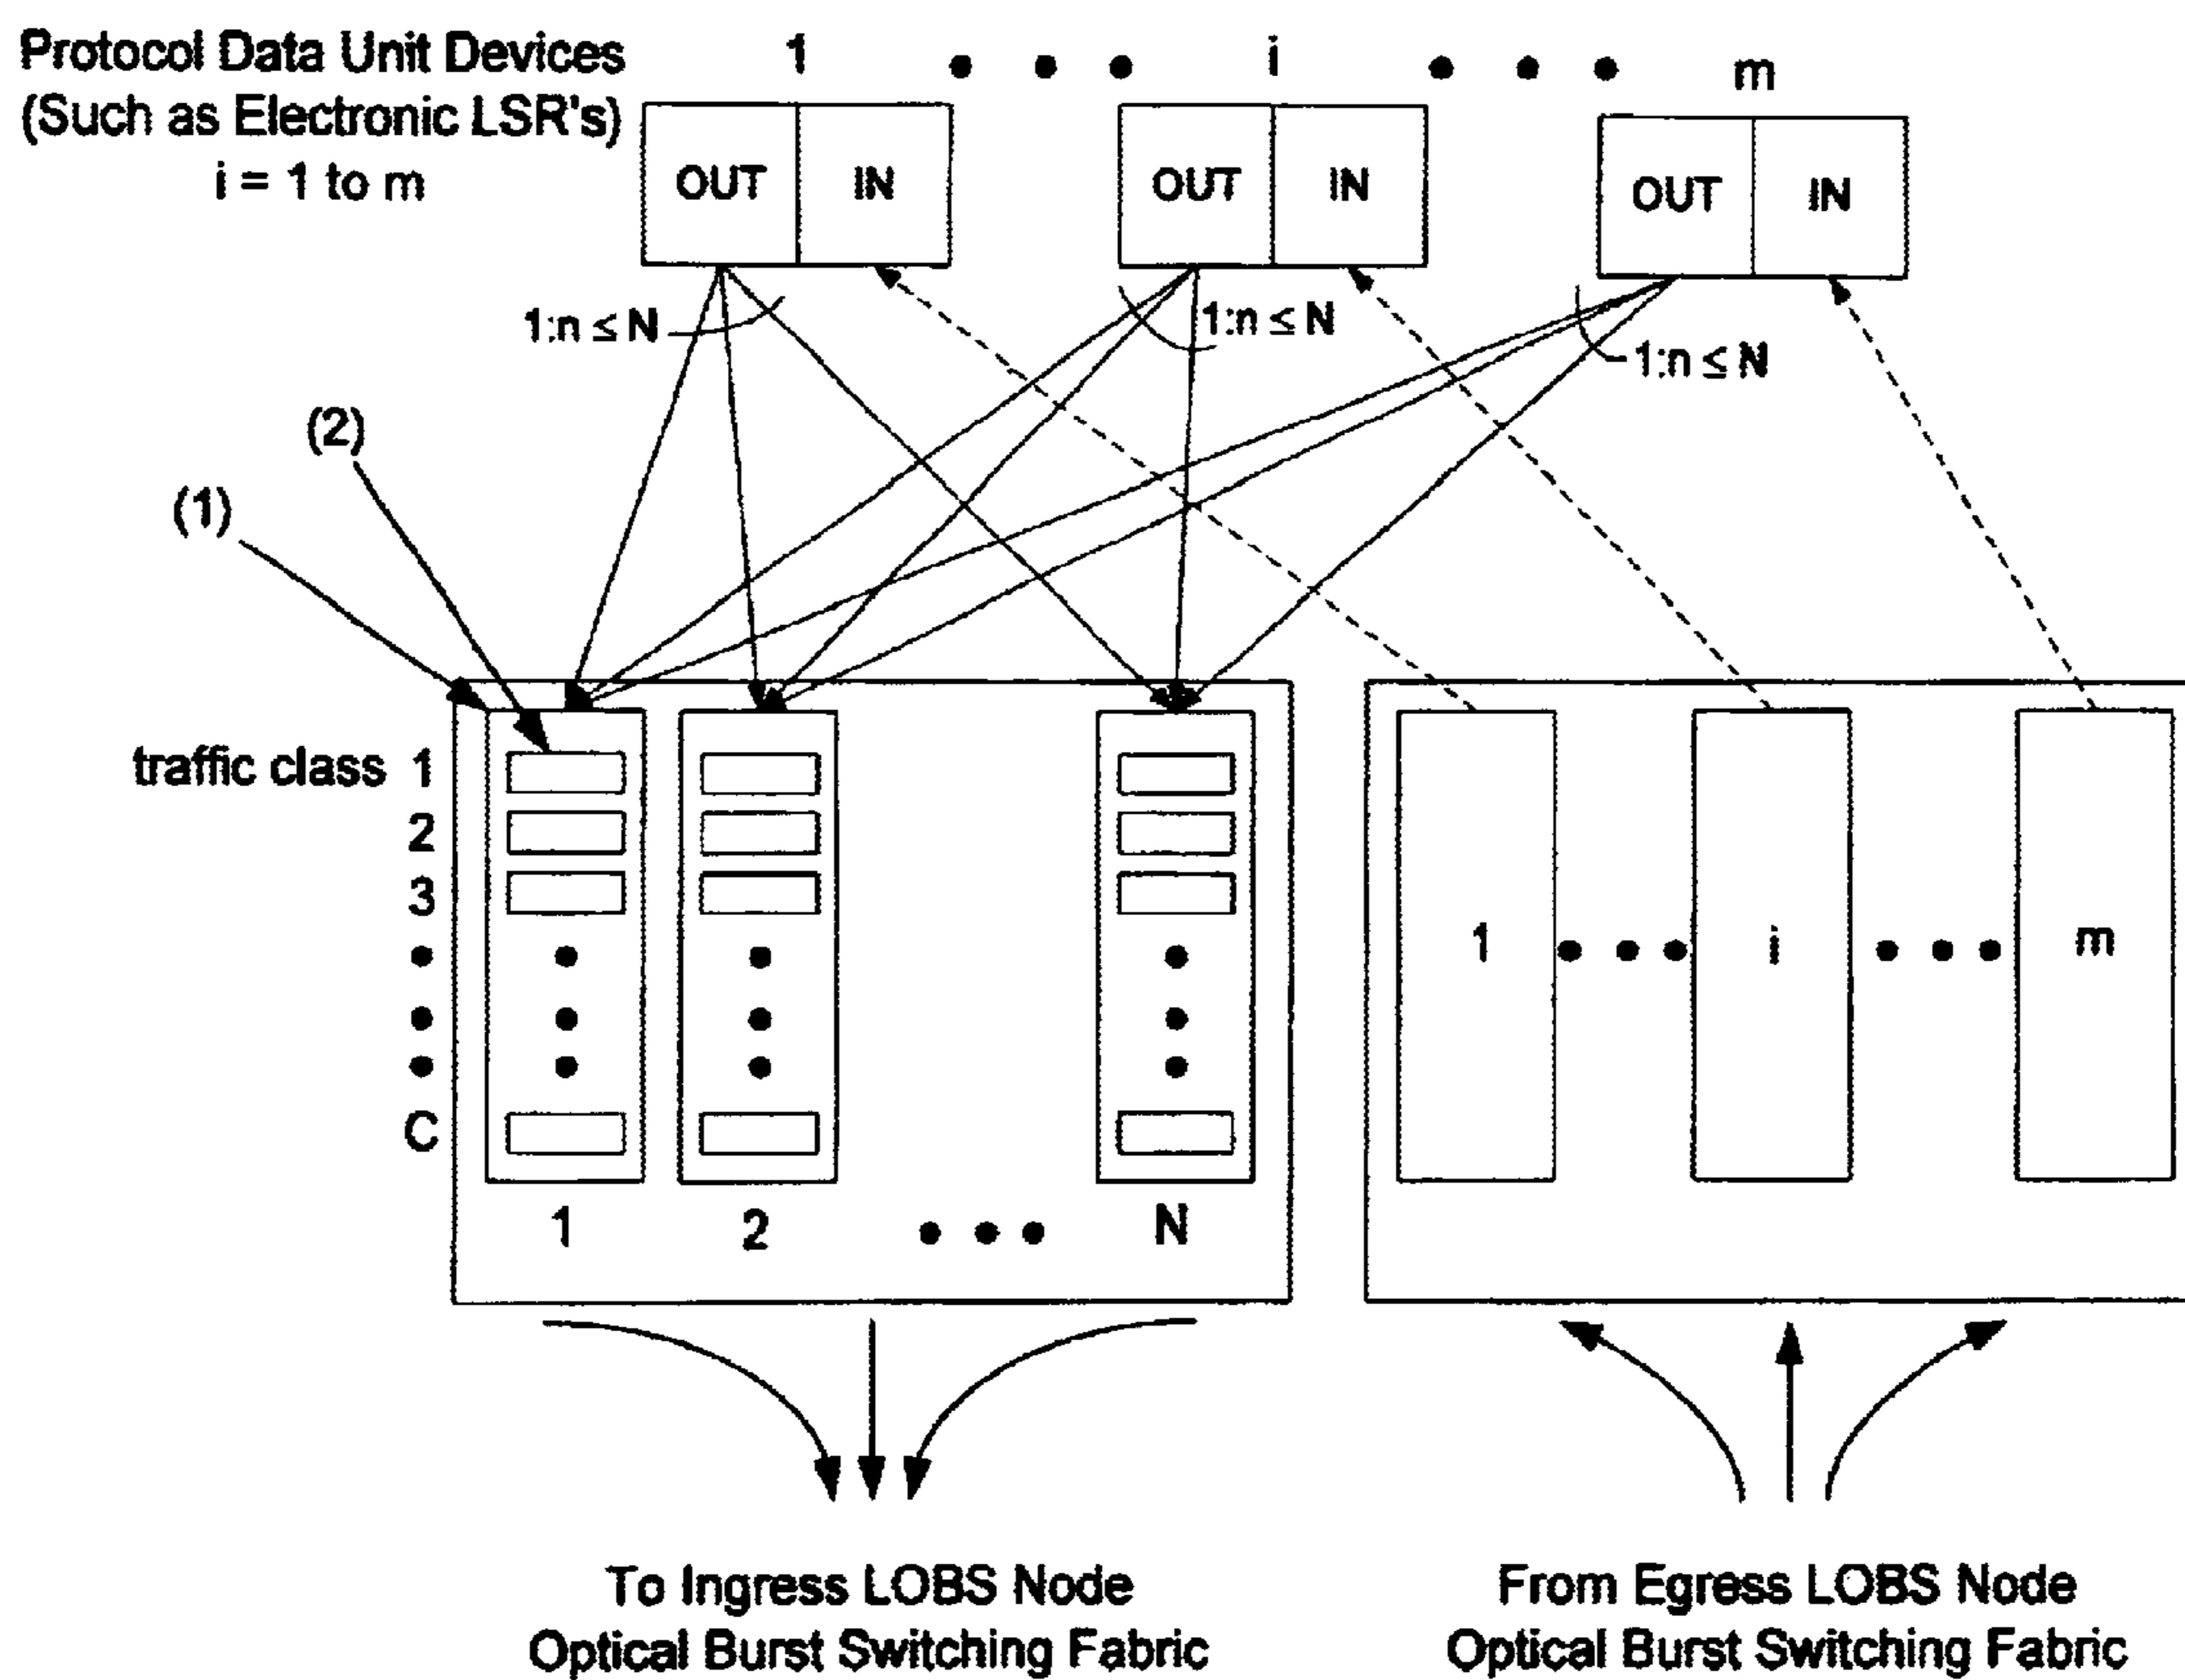 Protocol Data Unit Devices
(Such as Electronic LSR's)
i = 1 to m
1 • • • i • • • m
OUT IN OUT IN OUT IN
1:n ≤ N 1:n ≤ N 1:n ≤ N
(2)
(1)
traffic class 1
2
3
•
•
•
C
1 • • • i • • • m
1 2 • • • N
To Ingress LOBS Node
Optical Burst Switching Fabric
From Egress LOBS Node
Optical Burst Switching Fabric